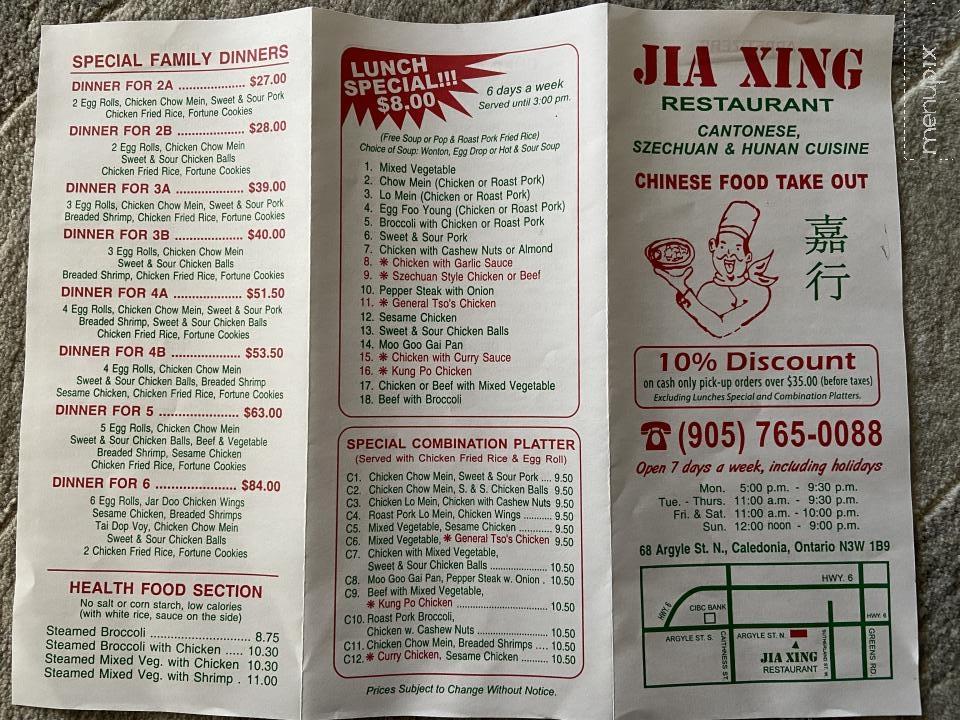 SPECIAL FAMILY DINNERS
DINNER FOR 2A .................. $27.00
2 Egg Rolls, Chicken Chow Mein, Sweet & Sour Pork
Chicken Fried Rice, Fortune Cookies
DINNER FOR 2B .................. $28.00
2 Egg Rolls, Chicken Chow Mein
Sweet & Sour Chicken Balls
Chicken Fried Rice, Fortune Cookies
DINNER FOR 3A .................. $39.00
3 Egg Rolls, Chicken Chow Mein, Sweet & Sour Pork
Breaded Shrimp, Chicken Fried Rice, Fortune Cookies
DINNER FOR 3B .................. $40.00
3 Egg Rolls, Chicken Chow Mein
Sweet & Sour Chicken Balls
Breaded Shrimp, Chicken Fried Rice, Fortune Cookies
DINNER FOR 4A .................. $51.50
4 Egg Rolls, Chicken Chow Mein, Sweet & Sour Pork
Breaded Shrimp, Sweet & Sour Chicken Balls
Chicken Fried Rice, Fortune Cookies
DINNER FOR 4B .................. $53.50
4 Egg Rolls, Chicken Chow Mein
Sweet & Sour Chicken Balls, Breaded Shrimp
Sesame Chicken, Chicken Fried Rice, Fortune Cookies
DINNER FOR 5 .................. $63.00
5 Egg Rolls, Chicken Chow Mein
Sweet & Sour Chicken Balls, Beef & Vegetable
Breaded Shrimp, Sesame Chicken
Chicken Fried Rice, Fortune Cookies
DINNER FOR 6 .................. $84.00
6 Egg Rolls, Jar Doo Chicken Wings
Sesame Chicken, Breaded Shrimps
Tai Dop Voy, Chicken Chow Mein
Sweet & Sour Chicken Balls
2 Chicken Fried Rice, Fortune Cookies
HEALTH FOOD SECTION
No salt or corn starch, low calories
(with white rice, sauce on the side)
Steamed Broccoli .......................... 8.75
Steamed Broccoli with Chicken ..... 10.30
Steamed Mixed Veg. with Chicken 10.30
Steamed Mixed Veg. with Shrimp . 11.00
LUNCH
SPECIAL!!!
$8.00
6 days a week
Served until 3:00 pm.
(Free Soup or Pop & Roast Pork Fried Rice)
Choice of Soup: Wonton, Egg Drop or Hot & Sour Soup
1. Mixed Vegetable
2. Chow Mein (Chicken or Roast Pork)
3. Lo Mein (Chicken or Roast Pork)
4. Egg Foo Young (Chicken or Roast Pork)
5. Broccoli with Chicken or Roast Pork
6. Sweet & Sour Pork
7. Chicken with Cashew Nuts or Almond
8. ✷ Chicken with Garlic Sauce
9. ✷ Szechuan Style Chicken or Beef
10. Pepper Steak with Onion
11. ✷ General Tso's Chicken
12. Sesame Chicken
13. Sweet & Sour Chicken Balls
14. Moo Goo Gai Pan
15. ✷ Chicken with Curry Sauce
16. ✷ Kung Po Chicken
17. Chicken or Beef with Mixed Vegetable
18. Beef with Broccoli
SPECIAL COMBINATION PLATTER
(Served with Chicken Fried Rice & Egg Roll)
C1. Chicken Chow Mein, Sweet & Sour Pork .... 9.50
C2. Chicken Chow Mein, S. & S. Chicken Balls 9.50
C3. Chicken Lo Mein, Chicken with Cashew Nuts 9.50
C4. Roast Pork Lo Mein, Chicken Wings ........... 9.50
C5. Mixed Vegetable, Sesame Chicken ............. 9.50
C6. Mixed Vegetable, ✷ General Tso's Chicken 9.50
C7. Chicken with Mixed Vegetable,
Sweet & Sour Chicken Balls ..................... 10.50
C8. Moo Goo Gai Pan, Pepper Steak w. Onion . 10.50
C9. Beef with Mixed Vegetable,
✷ Kung Po Chicken ............................... 10.50
C10. Roast Pork Broccoli,
Chicken w. Cashew Nuts ........................ 10.50
C11. Chicken Chow Mein, Breaded Shrimps .... 10.50
C12. ✷ Curry Chicken, Sesame Chicken ........... 10.50
Prices Subject to Change Without Notice.
JIA XING
RESTAURANT
CANTONESE,
SZECHUAN & HUNAN CUISINE
CHINESE FOOD TAKE OUT
嘉行
10% Discount
on cash only pick-up orders over $35.00 (before taxes)
Excluding Lunches Special and Combination Platters.
☎ (905) 765-0088
Open 7 days a week, including holidays
Mon. 5:00 p.m. - 9:30 p.m.
Tue. - Thurs. 11:00 a.m. - 9:30 p.m.
Fri. & Sat. 11:00 a.m. - 10:00 p.m.
Sun. 12:00 noon - 9:00 p.m.
68 Argyle St. N., Caledonia, Ontario N3W 1B9
HWY. 6
HWY. 6
CIBC BANK
HWY. 6
ARGYLE ST. S.
CAITHNESS ST.
ARGYLE ST. N.
SUTHERLAND ST. W.
GREENS RD.
JIA XING
RESTAURANT
menupix